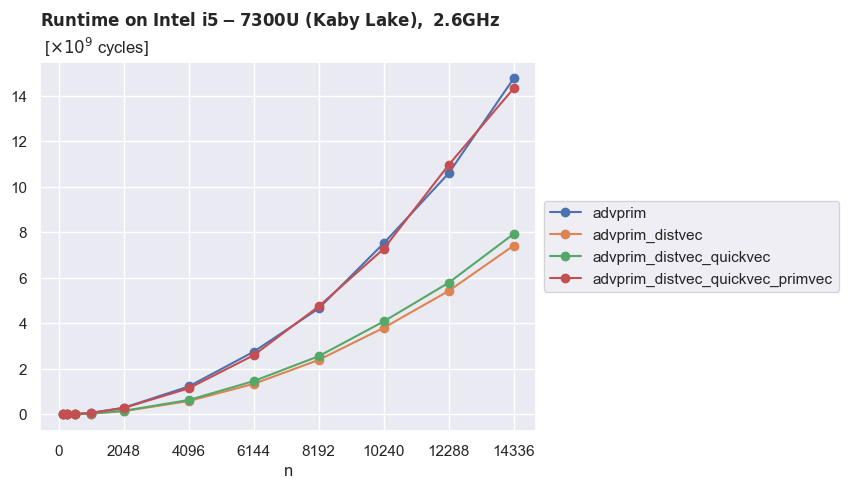 Runtime on Intel i5 − 7300U (Kaby Lake), 2.6GHz
[×10⁹ cycles]
14
12
10
8
6
4
2
0
0 2048 4096 6144 8192 10240 12288 14336
n
advprim
advprim_distvec
advprim_distvec_quickvec
advprim_distvec_quickvec_primvec